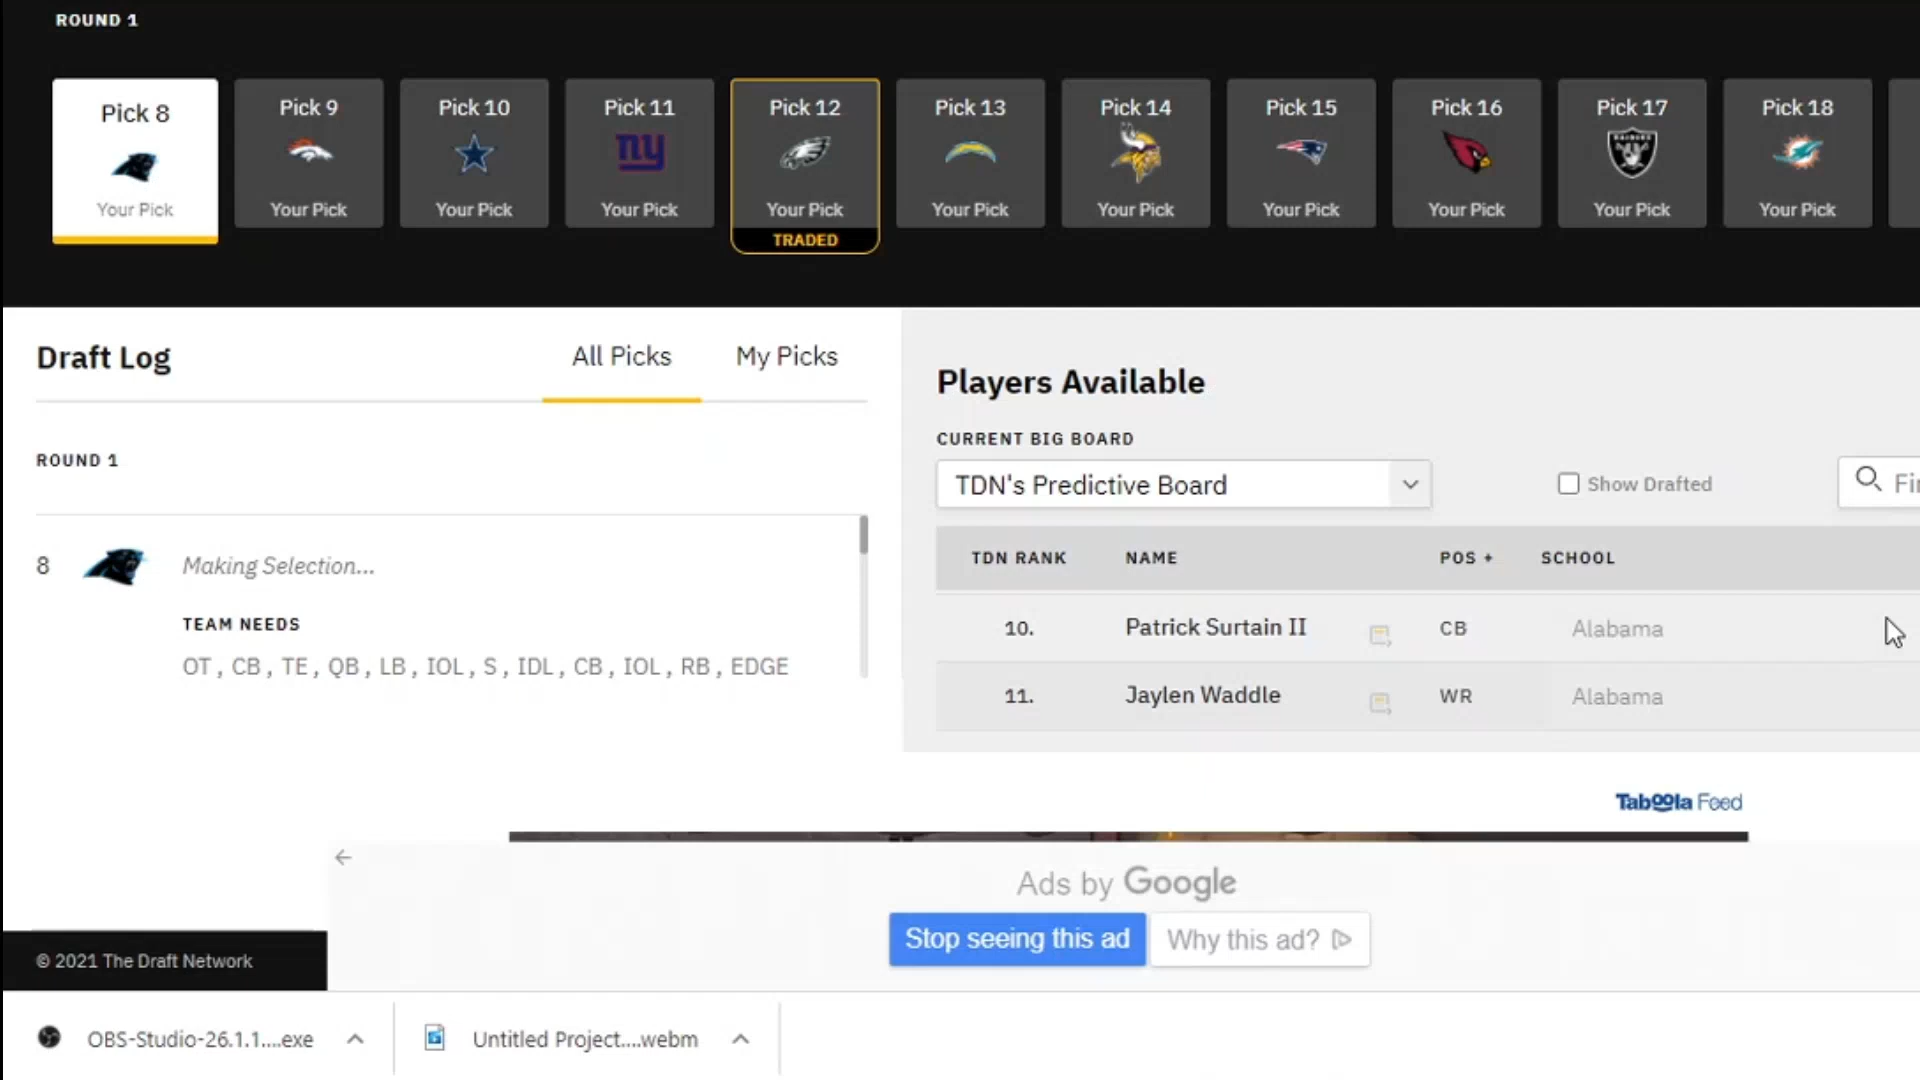 ROUND 1
Pick 8
Your Pick
Pick 9
Your Pick
Pick 10
Your Pick
Pick 11
ny
Your Pick
Pick 12
Your Pick
TRADED
Pick 13
Your Pick
Pick 14
Your Pick
Pick 15
Your Pick
Pick 16
Your Pick
Pick 17
RAIDERS
Your Pick
Pick 18
Your Pick
Draft Log
All Picks
My Picks
ROUND 1
8 Making Selection...
TEAM NEEDS
OT , CB , TE , QB , LB , IOL , S , IDL , CB , IOL , RB , EDGE
Players Available
CURRENT BIG BOARD
TDN's Predictive Board
Show Drafted
TDN RANK NAME POS + SCHOOL
10. Patrick Surtain II CB Alabama
11. Jaylen Waddle WR Alabama
Taboola Feed
Ads by Google
Stop seeing this ad
Why this ad?
© 2021 The Draft Network
OBS-Studio-26.1.1....exe
Untitled Project....webm